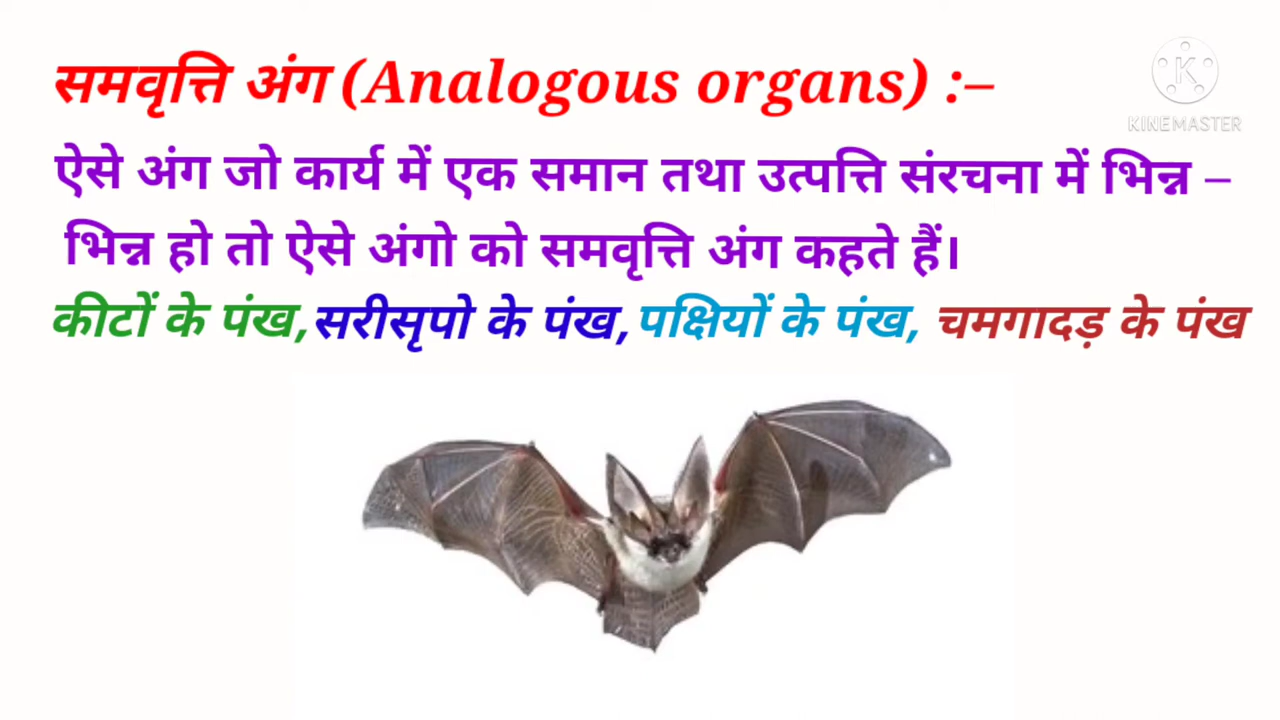 समवृत्ति अंग (Analogous organs) :–
K
KINEMASTER
ऐसे अंग जो कार्य में एक समान तथा उत्पत्ति संरचना में भिन्न –
भिन्न हो तो ऐसे अंगो को समवृत्ति अंग कहते हैं।
कीटों के पंख, सरीसृपो के पंख, पक्षियों के पंख, चमगादड़ के पंख